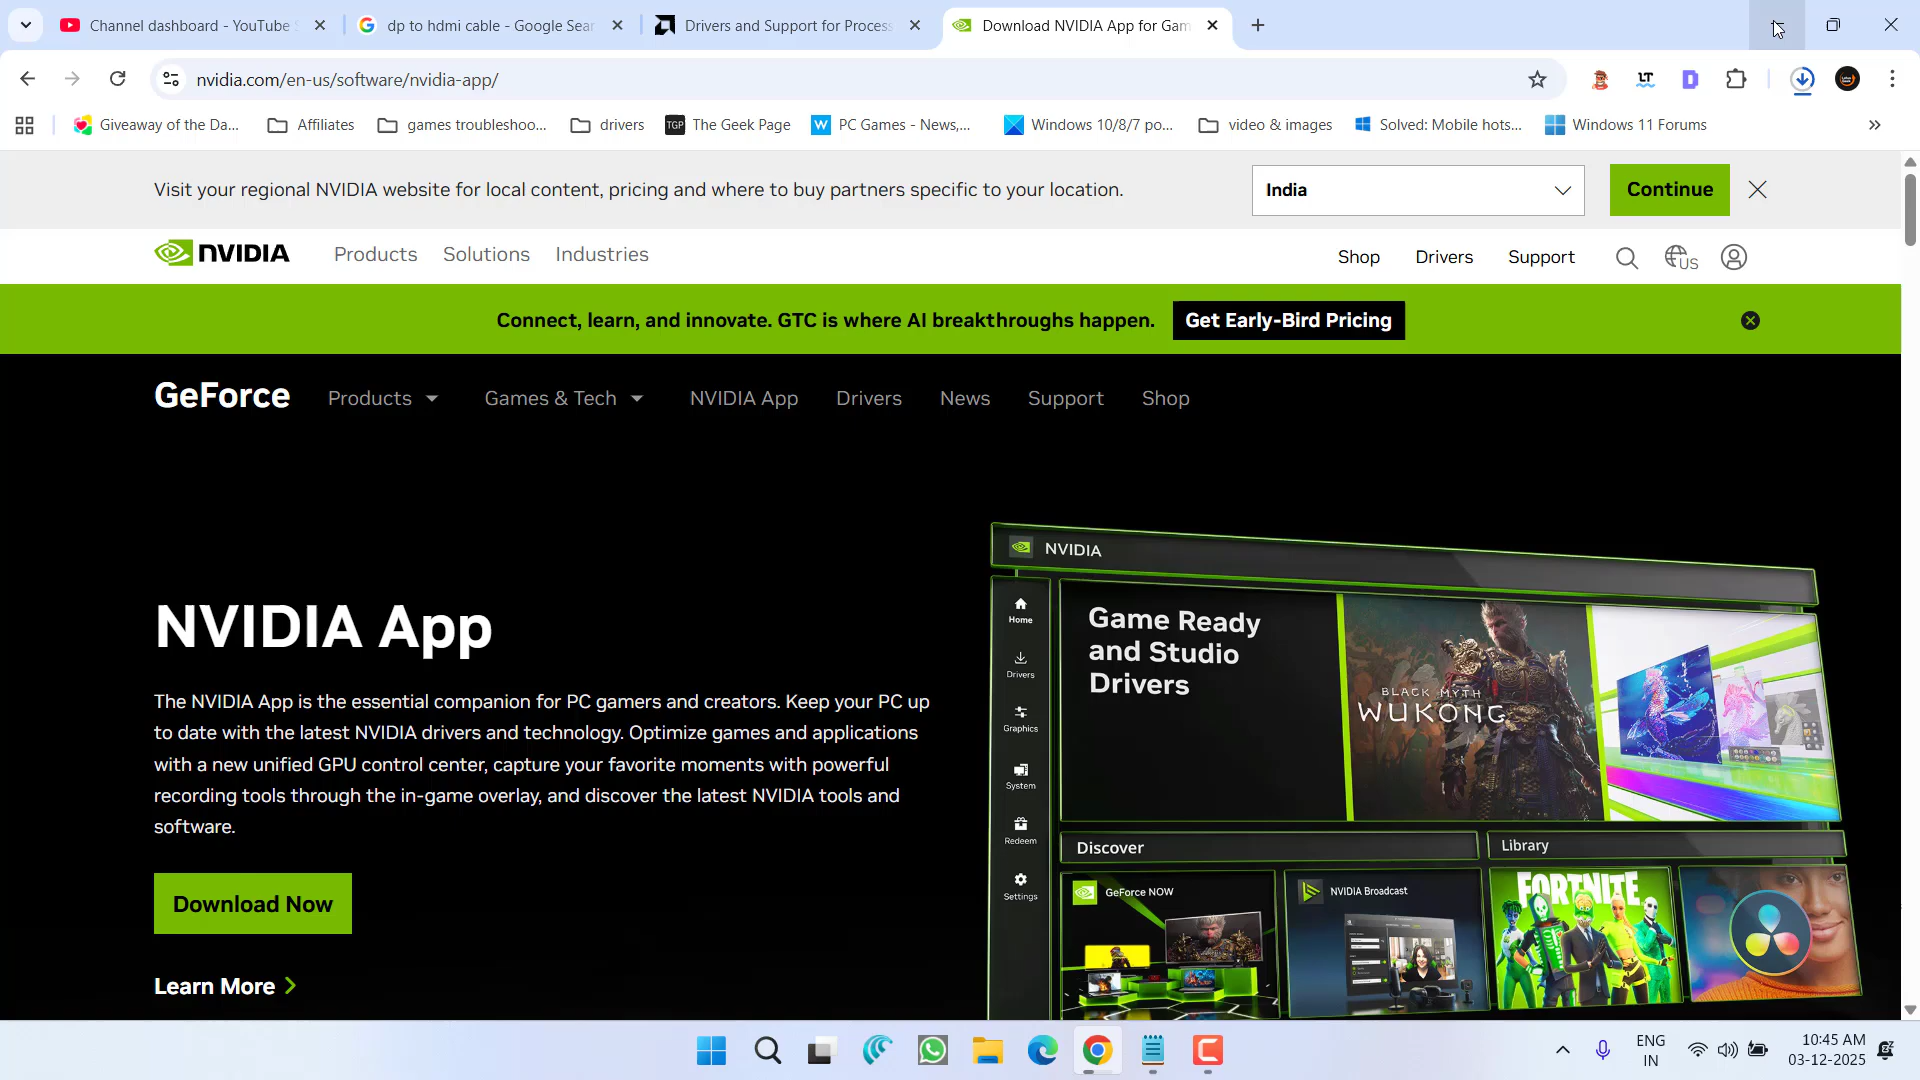 Channel dashboard - YouTube S
dp to hdmi cable - Google Sear
Drivers and Support for Process
Download NVIDIA App for Gam
nvidia.com/en-us/software/nvidia-app/
LT
Giveaway of the Da...
Affiliates
games troubleshoo...
drivers
TGP
The Geek Page
W
PC Games - News,...
Windows 10/8/7 po...
video & images
Solved: Mobile hots...
Windows 11 Forums
Visit your regional NVIDIA website for local content, pricing and where to buy partners specific to your location.
India
Continue
NVIDIA
Products
Solutions
Industries
Shop
Drivers
Support
US
Connect, learn, and innovate. GTC is where AI breakthroughs happen.
Get Early-Bird Pricing
GeForce
Products
Games & Tech
NVIDIA App
Drivers
News
Support
Shop
NVIDIA App
The NVIDIA App is the essential companion for PC gamers and creators. Keep your PC up
to date with the latest NVIDIA drivers and technology. Optimize games and applications
with a new unified GPU control center, capture your favorite moments with powerful
recording tools through the in-game overlay, and discover the latest NVIDIA tools and
software.
Download Now
Learn More
NVIDIA
Home
Drivers
Graphics
System
Redeem
Settings
Game Ready
and Studio
Drivers
BLACK MYTH
WUKONG
Discover
Library
GeForce NOW
NVIDIA Broadcast
FORTNITE
ENG
IN
10:45 AM
03-12-2025